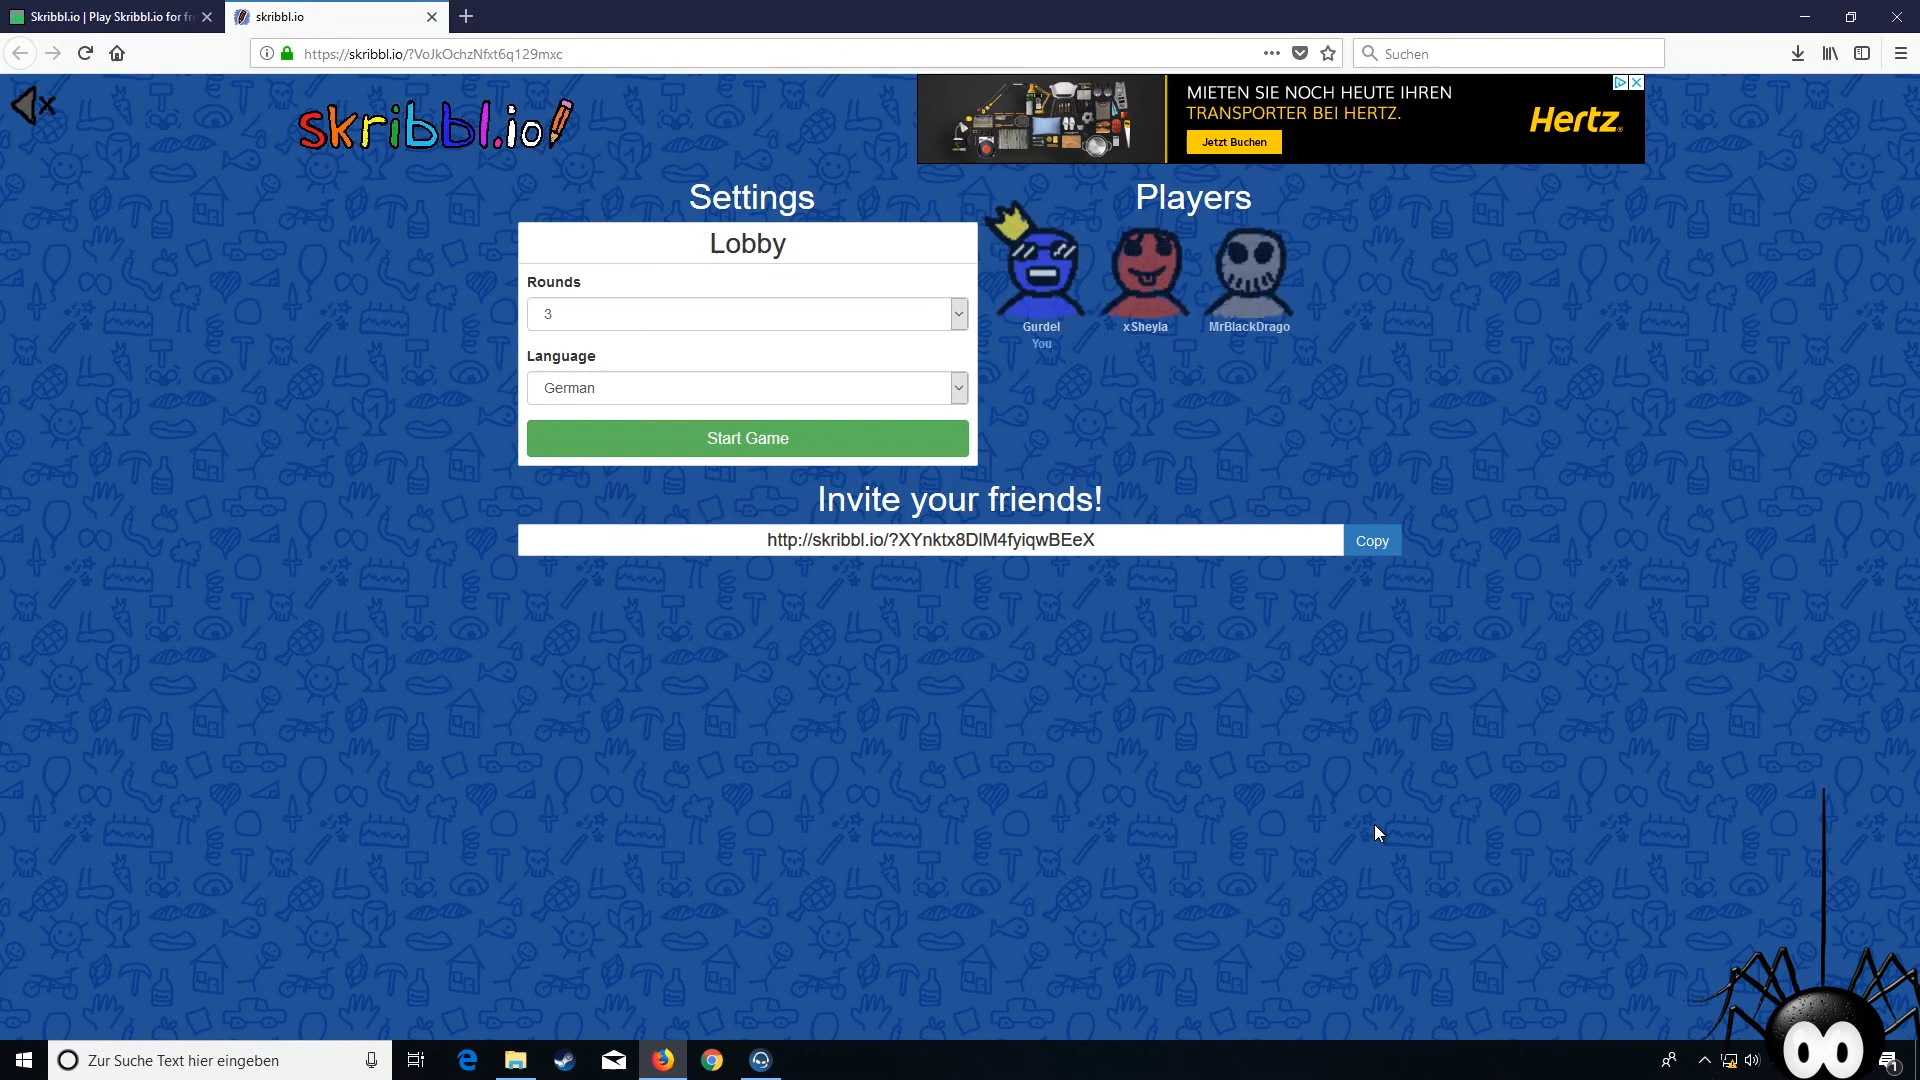 Skribbl.io | Play Skribbl.io for fr
skribbl.io
https://skribbl.io/?VoJkOchzNfxt6q129mxc
Suchen
skribbl.io
MIETEN SIE NOCH HEUTE IHREN
TRANSPORTER BEI HERTZ.
Jetzt Buchen
Hertz.
Settings
Players
Lobby
Rounds
3
Language
German
Start Game
Gurdel
You
xSheyla
MrBlackDrago
Invite your friends!
http://skribbl.io/?XYnktx8DlM4fyiqwBEeX
Copy
Zur Suche Text hier eingeben
1